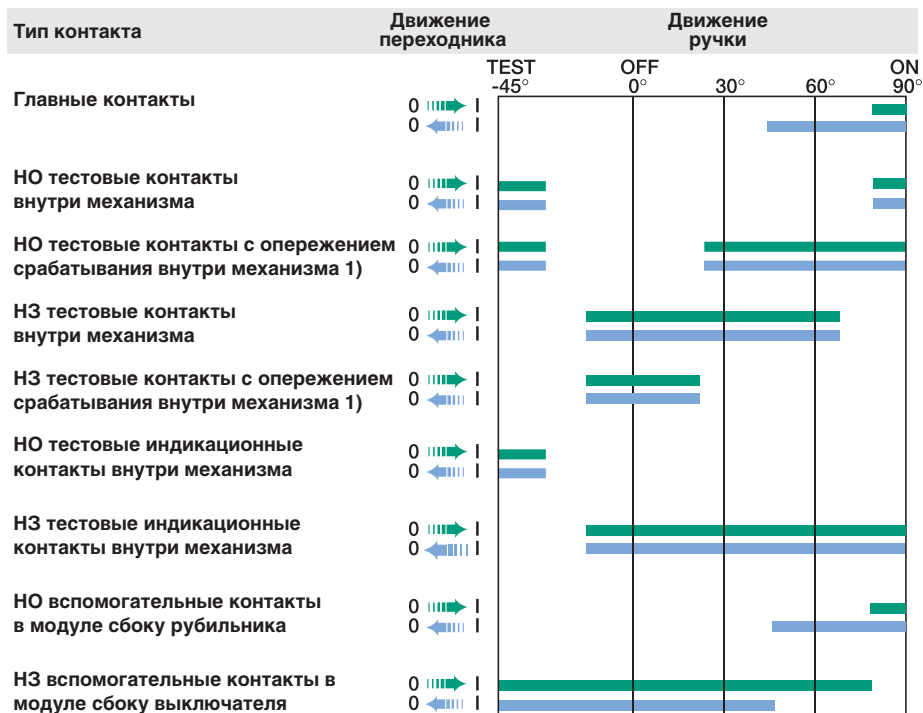 Тип контакта
Движение
переходника
Движение
ручки
TEST OFF ON
-45° 0° 30° 60° 90°
Главные контакты
0 I
0 I
НО тестовые контакты
внутри механизма
0 I
0 I
НО тестовые контакты с опережением
срабатывания внутри механизма 1)
0 I
0 I
НЗ тестовые контакты
внутри механизма
0 I
0 I
НЗ тестовые контакты с опережением
срабатывания внутри механизма 1)
0 I
0 I
НО тестовые индикационные
контакты внутри механизма
0 I
0 I
НЗ тестовые индикационные
контакты внутри механизма
0 I
0 I
НО вспомогательные контакты
в модуле сбоку рубильника
0 I
0 I
НЗ вспомогательные контакты в
модуле сбоку выключателя
0 I
0 I